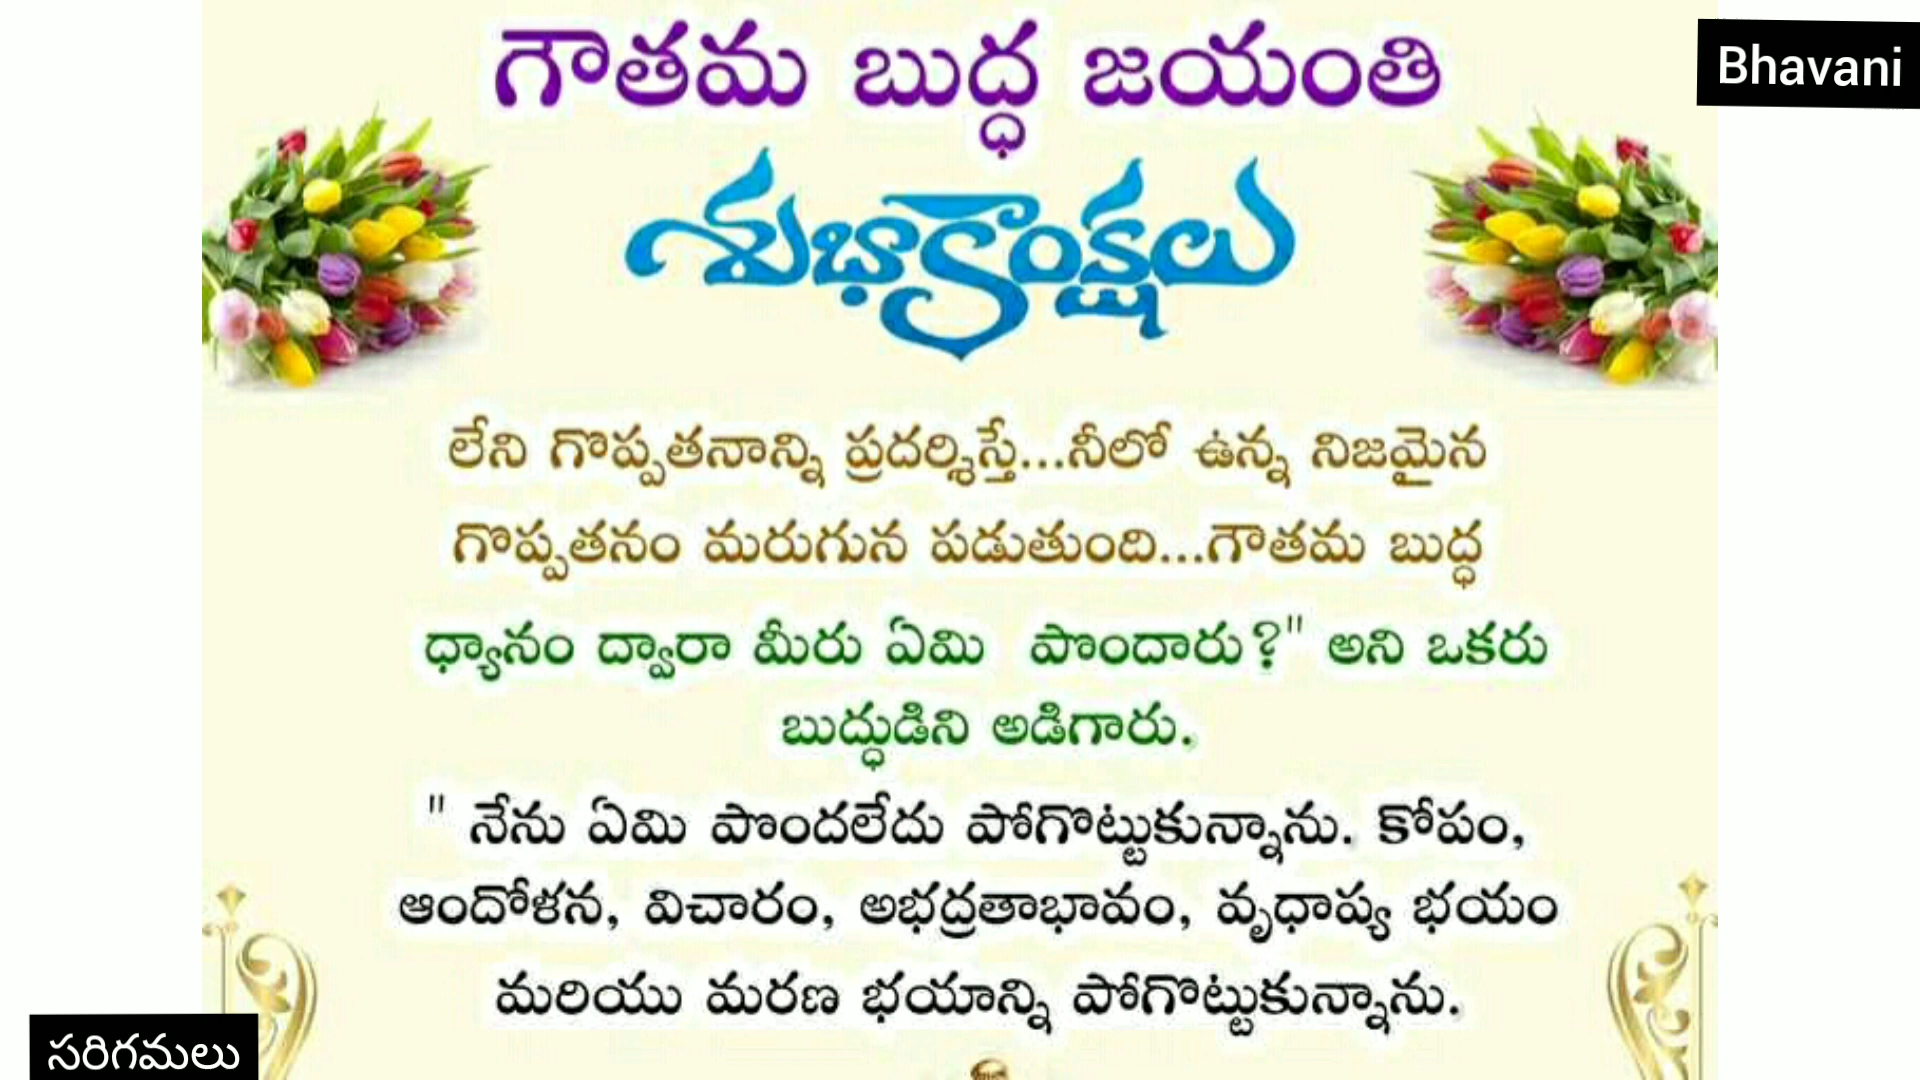 గౌతమ బుద్ధ జయంతి
Bhavani
శుభాకాంక్షలు
లేని గొప్పతనాన్ని ప్రదర్శిస్తే...నీలో ఉన్న నిజమైన
గొప్పతనం మరుగున పడుతుంది...గౌతమ బుద్ధ
ధ్యానం ద్వారా మీరు ఏమి పొందారు?" అని ఒకరు
బుద్ధుడిని అడిగారు.
" నేను ఏమి పొందలేదు పోగొట్టుకున్నాను. కోపం,
ఆందోళన, విచారం, అభద్రతాభావం, వృధాప్య భయం
మరియు మరణ భయాన్ని పోగొట్టుకున్నాను.
సరిగమలు